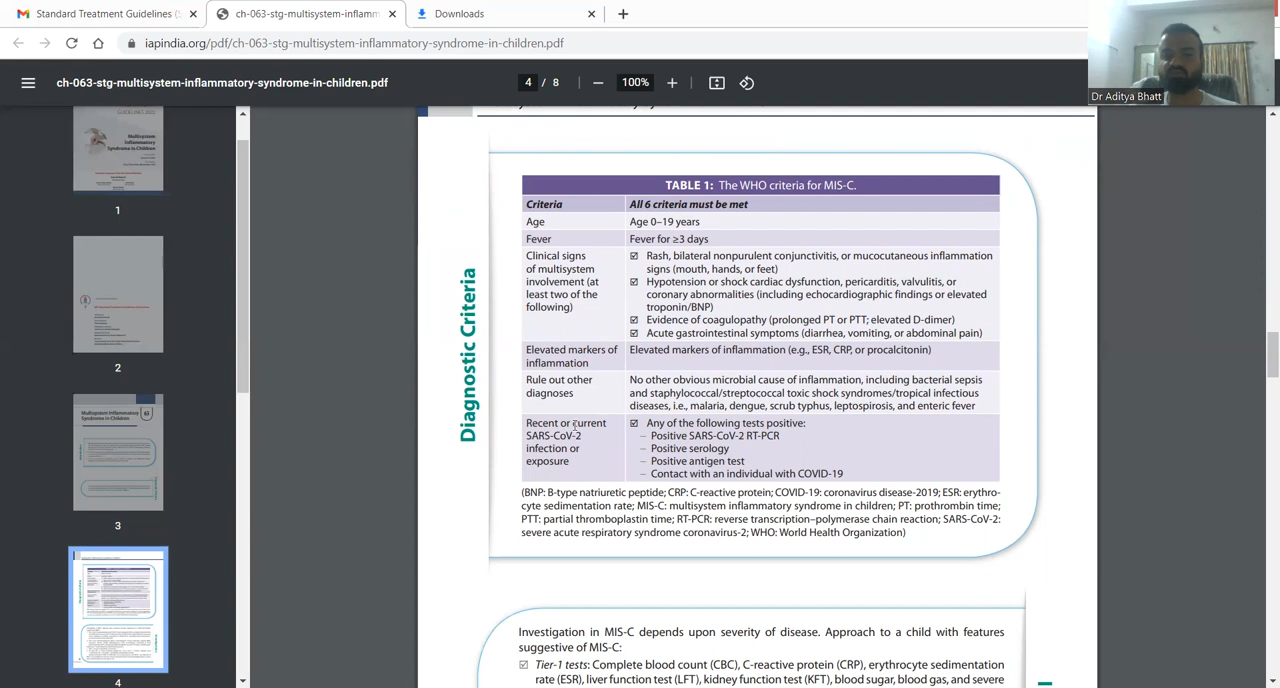 Standard Treatment Guidelines (
ch-063-stg-multisystem-inflamm
Downloads
iapindia.org/pdf/ch-063-stg-multisystem-inflammatory-syndrome-in-children.pdf
ch-063-stg-multisystem-inflammatory-syndrome-in-children.pdf
4 / 8
100%
Dr Aditya Bhatt
Multisystem
Inflammatory
Syndrome in Children
1
2
Multisystem Inflammatory
Syndrome in Children
63
3
4
Diagnostic Criteria
TABLE 1: The WHO criteria for MIS-C.
Criteria All 6 criteria must be met
Age Age 0–19 years
Fever Fever for ≥3 days
Clinical signs
of multisystem
involvement (at
least two of the
following)
☑ Rash, bilateral nonpurulent conjunctivitis, or mucocutaneous inflammation
signs (mouth, hands, or feet)
☑ Hypotension or shock cardiac dysfunction, pericarditis, valvulitis, or
coronary abnormalities (including echocardiographic findings or elevated
troponin/BNP)
☑ Evidence of coagulopathy (prolonged PT or PTT; elevated D-dimer)
☑ Acute gastrointestinal symptoms (diarrhea, vomiting, or abdominal pain)
Elevated markers of
inflammation
Elevated markers of inflammation (e.g., ESR, CRP, or procalcitonin)
Rule out other
diagnoses
No other obvious microbial cause of inflammation, including bacterial sepsis
and staphylococcal/streptococcal toxic shock syndromes/tropical infectious
diseases, i.e., malaria, dengue, scrub typhus, leptospirosis, and enteric fever
Recent or current
SARS-CoV-2
infection or
exposure
☑ Any of the following tests positive:
– Positive SARS-CoV-2 RT-PCR
– Positive serology
– Positive antigen test
– Contact with an individual with COVID-19
(BNP: B-type natriuretic peptide; CRP: C-reactive protein; COVID-19: coronavirus disease-2019; ESR: erythro-
cyte sedimentation rate; MIS-C: multisystem inflammatory syndrome in children; PT: prothrombin time;
PTT: partial thromboplastin time; RT-PCR: reverse transcription–polymerase chain reaction; SARS-CoV-2:
severe acute respiratory syndrome coronavirus-2; WHO: World Health Organization)
Investigation in MIS-C depends upon severity of disease. Approach to a child with features
suggestive of MIS-C:
☑ Tier-1 tests: Complete blood count (CBC), C-reactive protein (CRP), erythrocyte sedimentation
rate (ESR), liver function test (LFT), kidney function test (KFT), blood sugar, blood gas, and severe